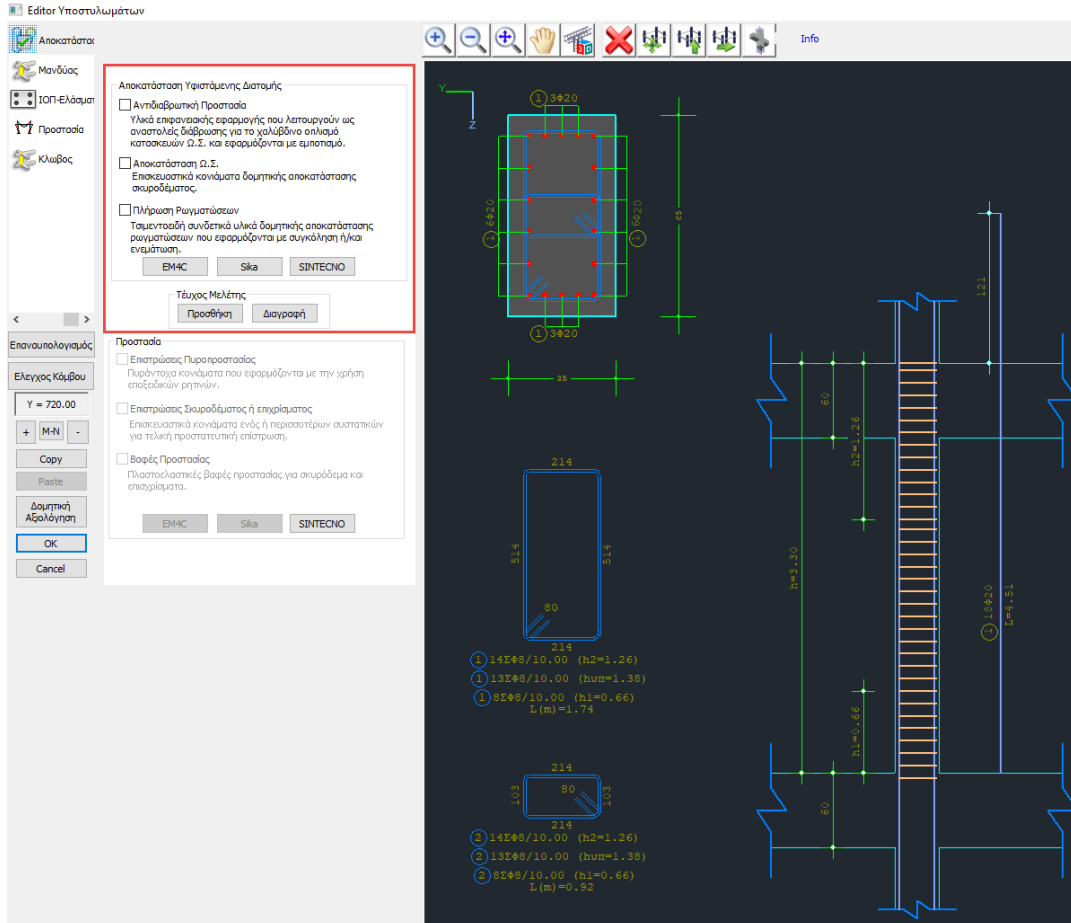 Editor Υποστυλωμάτων
Αποκατάστασ
Μανδύας
ΙΟΠ-Ελάσματ
Προστασία
Κλωβος
Αποκατάσταση Υφιστάμενης Διατομής
Αντιδιαβρωτική Προστασία
Υλικά επιφανειακής εφαρμογής που λειτουργούν ως
αναστολείς διάβρωσης για το χαλύβδινο οπλισμό
κατασκευών Ω.Σ. και εφαρμόζονται με εμποτισμό.
Αποκατάσταση Ω.Σ.
Επισκευαστικά κονιάματα δομητικής αποκατάστασης
σκυροδέματος.
Πλήρωση Ρωγματώσεων
Τσιμεντοειδή συνδετικά υλικά δομητικής αποκατάστασης
ρωγματώσεων που εφαρμόζονται με συγκόληση ή/και
ενεμάτωση.
EM4C Sika SINTECNO
Τέυχος Μελέτης
Προσθήκη Διαγραφή
Προστασία
Επιστρώσεις Πυροπροστασίας
Πυράντοχα κονιάματα που εφαρμόζονται με την χρήση
εποξειδικών ρητινών.
Επιστρώσεις Σκυροδέματος ή επιχρίσματος
Επισκευαστικά κονιάματα ενός ή περισσοτέρων συστατικών
για τελική προστατευτική επίστρωση.
Βαφές Προστασίας
Πλαστοελαστικές βαφές προστασίας για σκυρόδεμα και
επισχρίσματα.
EM4C Sika SINTECNO
< >
Επαναυπολογισμός
Ελεγχος Κόμβου
Y = 720.00
+ M-N -
Copy
Paste
Δομητική
Αξιολόγηση
OK
Cancel
Info
Y
Z
1 3Φ20
1 6Φ20
1 6Φ20
65
1 3Φ20
35
214
514
514
80
214
1 14ΣΦ8/10.00 (h2=1.26)
1 13ΣΦ8/10.00 (hυπ=1.38)
1 8ΣΦ8/10.00 (h1=0.66)
L(m)=1.74
214
103
80
103
214
2 14ΣΦ8/10.00 (h2=1.26)
2 13ΣΦ8/10.00 (hυπ=1.38)
2 8ΣΦ8/10.00 (h1=0.66)
L(m)=0.92
121
60
h2=1.26
h=3.30
1 18Φ20
L=4.51
h1=0.66
60